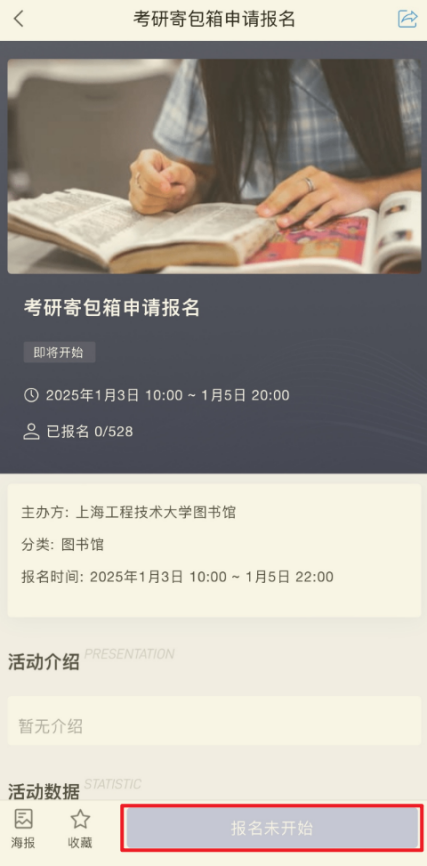 考研寄包箱申请报名
考研寄包箱申请报名
即将开始
2025年1月3日 10:00 ~ 1月5日 20:00
已报名 0/528
主办方: 上海工程技术大学图书馆
分类: 图书馆
报名时间: 2025年1月3日 10:00 ~ 1月5日 22:00
活动介绍 PRESENTATION
暂无介绍
活动数据 STATISTIC
海报 收藏 报名未开始